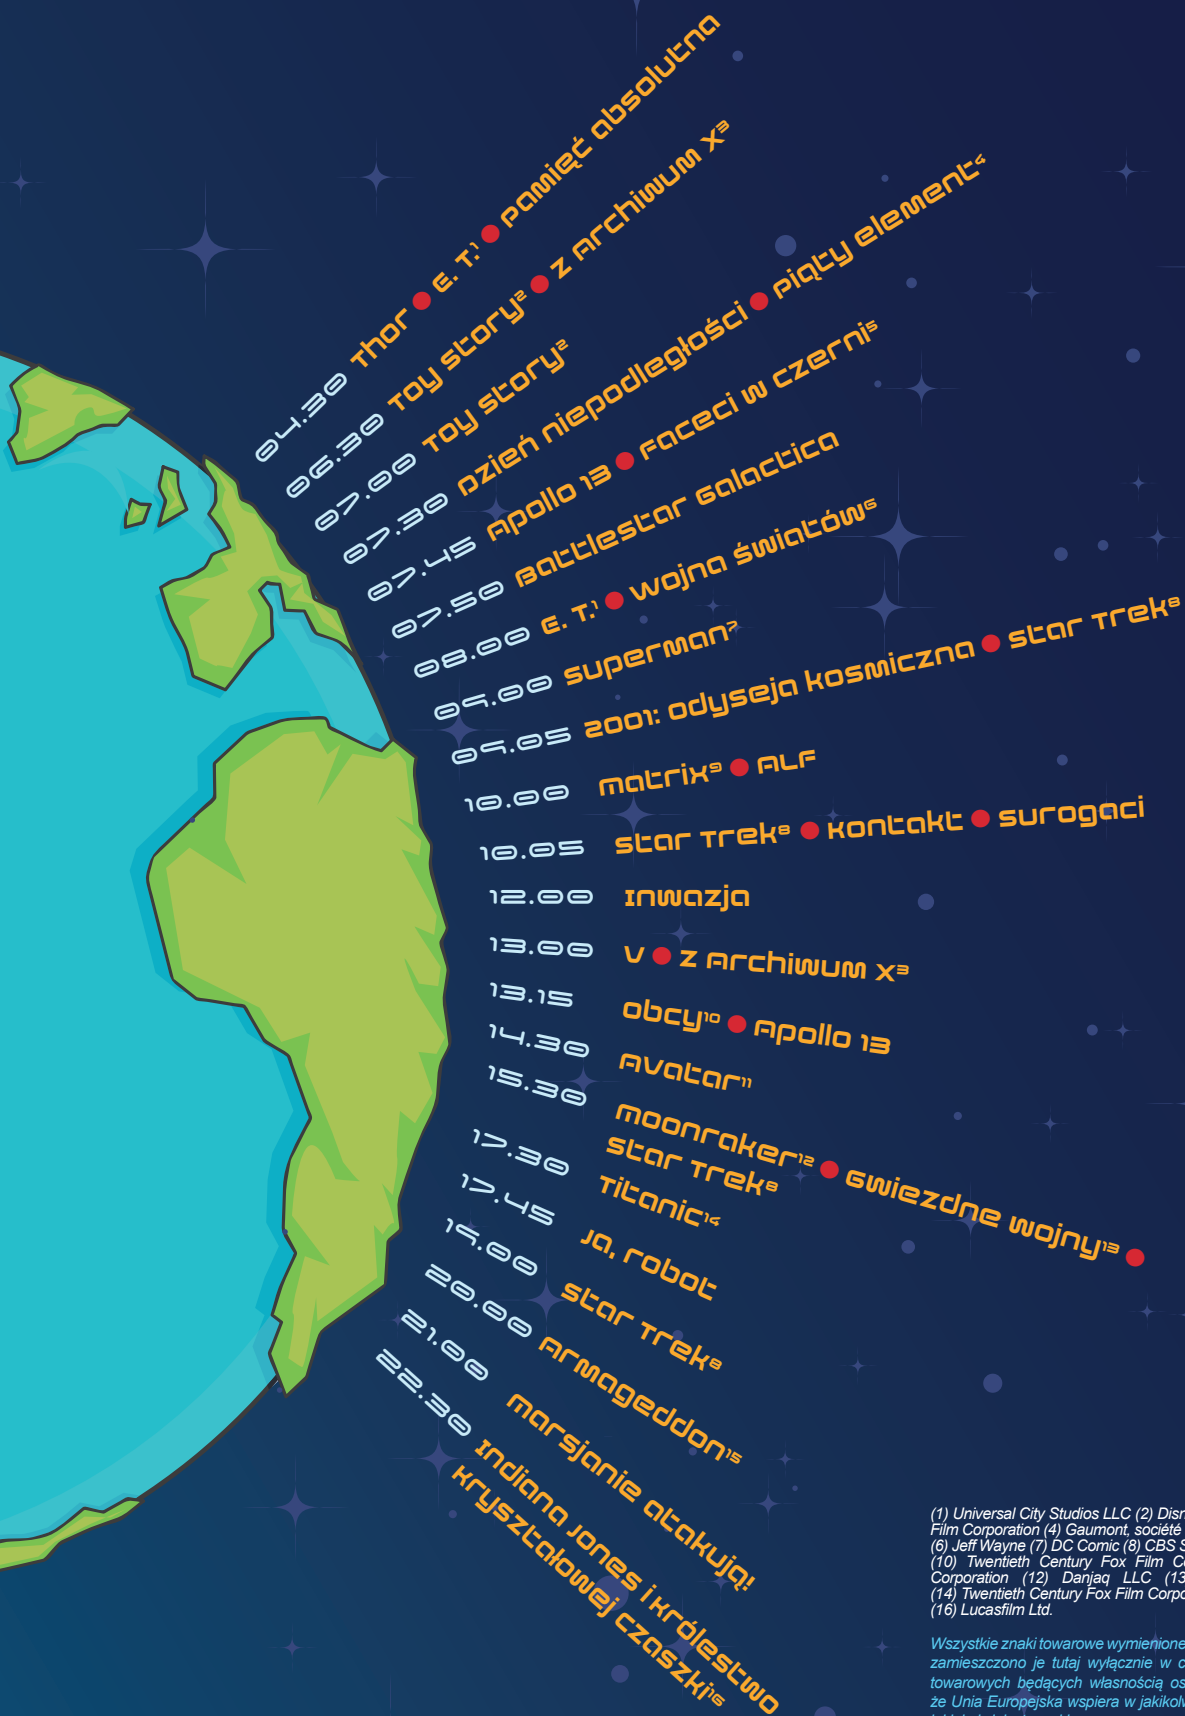 04.30 Thor ● E. T.¹ ● Pamięć absolutna
06.30 Toy Story² ● Z Archiwum X³
07.00 Toy Story²
07.30 Dzień Niepodległości ● Piąty element⁴
07.45 Apollo 13 ● Faceci w czerni⁵
07.50 Battlestar Galactica
08.00 E. T.¹ ● Wojna światów⁶
09.00 Superman⁷
09.05 2001: Odyseja kosmiczna ● Star Trek⁸
10.00 Matrix⁹ ● ALF
10.05 Star Trek⁸ ● Kontakt ● Surogaci
12.00 Inwazja
13.00 V ● Z Archiwum X³
13.15 Obcy¹⁰ ● Apollo 13
14.30 Avatar¹¹
15.30 Moonraker¹² ● Gwiezdne wojny¹³ ●
Star Trek⁸
17.30 Titanic¹⁴
17.45 Ja, robot
19.00 Star Trek⁸
20.00 Armageddon¹⁵
21.00 Marsjanie atakują!
22.30 Indiana Jones i Królestwo
Kryształowej Czaszki¹⁶
(1) Universal City Studios LLC (2)
Film Corporation (4) Gaumont, société
(6) Jeff Wayne (7) DC Comic (8) CBS
(10) Twentieth Century Fox Film
Corporation (12) Danjaq LLC
(14) Twentieth Century Fox Film
(16) Lucasfilm Ltd.
Wszystkie znaki towarowe wymienione
zamieszczono je tutaj wyłącznie w
towarowych będących własnością
że Unia Europejska wspiera w